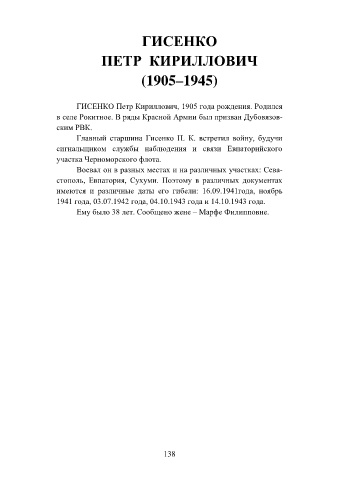 ГИСЕНКО
ПЕТР КИРИЛЛОВИЧ
(1905–1945)
ГИСЕНКО Петр Кириллович, 1905 года рождения. Родился
в селе Рокитное. В ряды Красной Армии был призван Дубовязов-
ским РВК.
Главный старшина Гисенко П. К. встретил войну, будучи
сигнальщиком службы наблюдения и связи Евпаторийского
участка Черноморского флота.
Воевал он в разных местах и на различных участках: Сева-
стополь, Евпатория, Сухуми. Поэтому в различных документах
имеются и различные даты его гибели: 16.09.1941года, ноябрь
1941 года, 03.07.1942 года, 04.10.1943 года и 14.10.1943 года.
Ему было 38 лет. Сообщено жене – Марфе Филипповне.
138